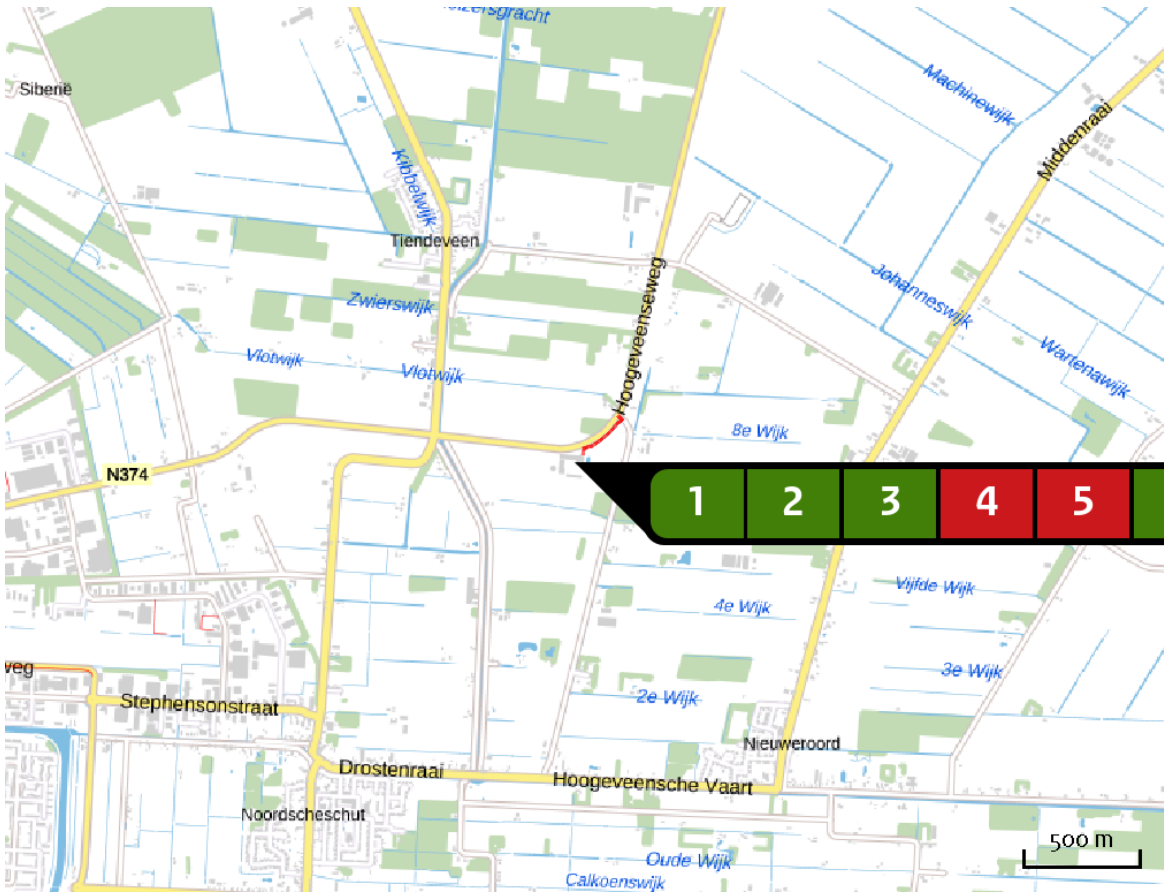 Siberië
Machinewijk
Middenraai
Kibbelwijk
Tiendeveen
Zwierswijk
Hoogeveenseweg
Johanneswijk
Wartenawijk
Vlotwijk
Vlotwijk
8e Wijk
N374
1 2 3 4 5
Vijfde Wijk
4e Wijk
3e Wijk
2e Wijk
weg
Stephensonstraat
Nieuweroord
Drostenraai
Hoogeveensche Vaart
Noordscheschut
500 m
Oude Wijk
Calkoenswijk